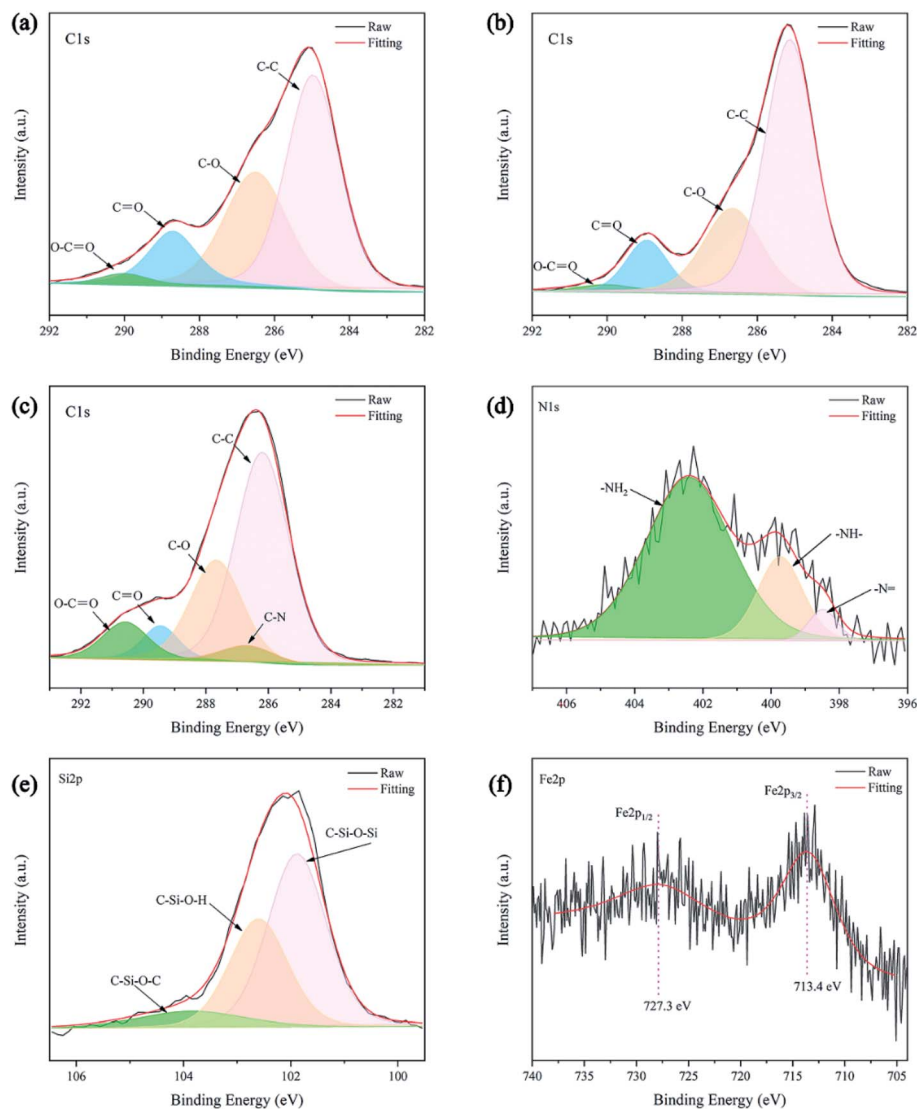 (a)
C1s
Raw
Fitting
C-C
C-O
C=O
O-C=O
Intensity (a.u.)
292 290 288 286 284 282
Binding Energy (eV)
(b)
C1s
Raw
Fitting
C-C
C-O
C=O
O-C=O
Intensity (a.u.)
292 290 288 286 284 282
Binding Energy (eV)
(c)
C1s
Raw
Fitting
C-C
C-O
C=O
O-C=O
C-N
Intensity (a.u.)
292 290 288 286 284 282
Binding Energy (eV)
(d)
N1s
Raw
Fitting
-NH₂
-NH-
-N=
Intensity (a.u.)
406 404 402 400 398 396
Binding Energy (eV)
(e)
Si2p
Raw
Fitting
C-Si-O-Si
C-Si-O-H
C-Si-O-C
Intensity (a.u.)
106 104 102 100
Binding Energy (eV)
(f)
Fe2p
Raw
Fitting
Fe2p₃/₂
Fe2p₁/₂
713.4 eV
727.3 eV
Intensity (a.u.)
740 735 730 725 720 715 710 705
Binding Energy (eV)